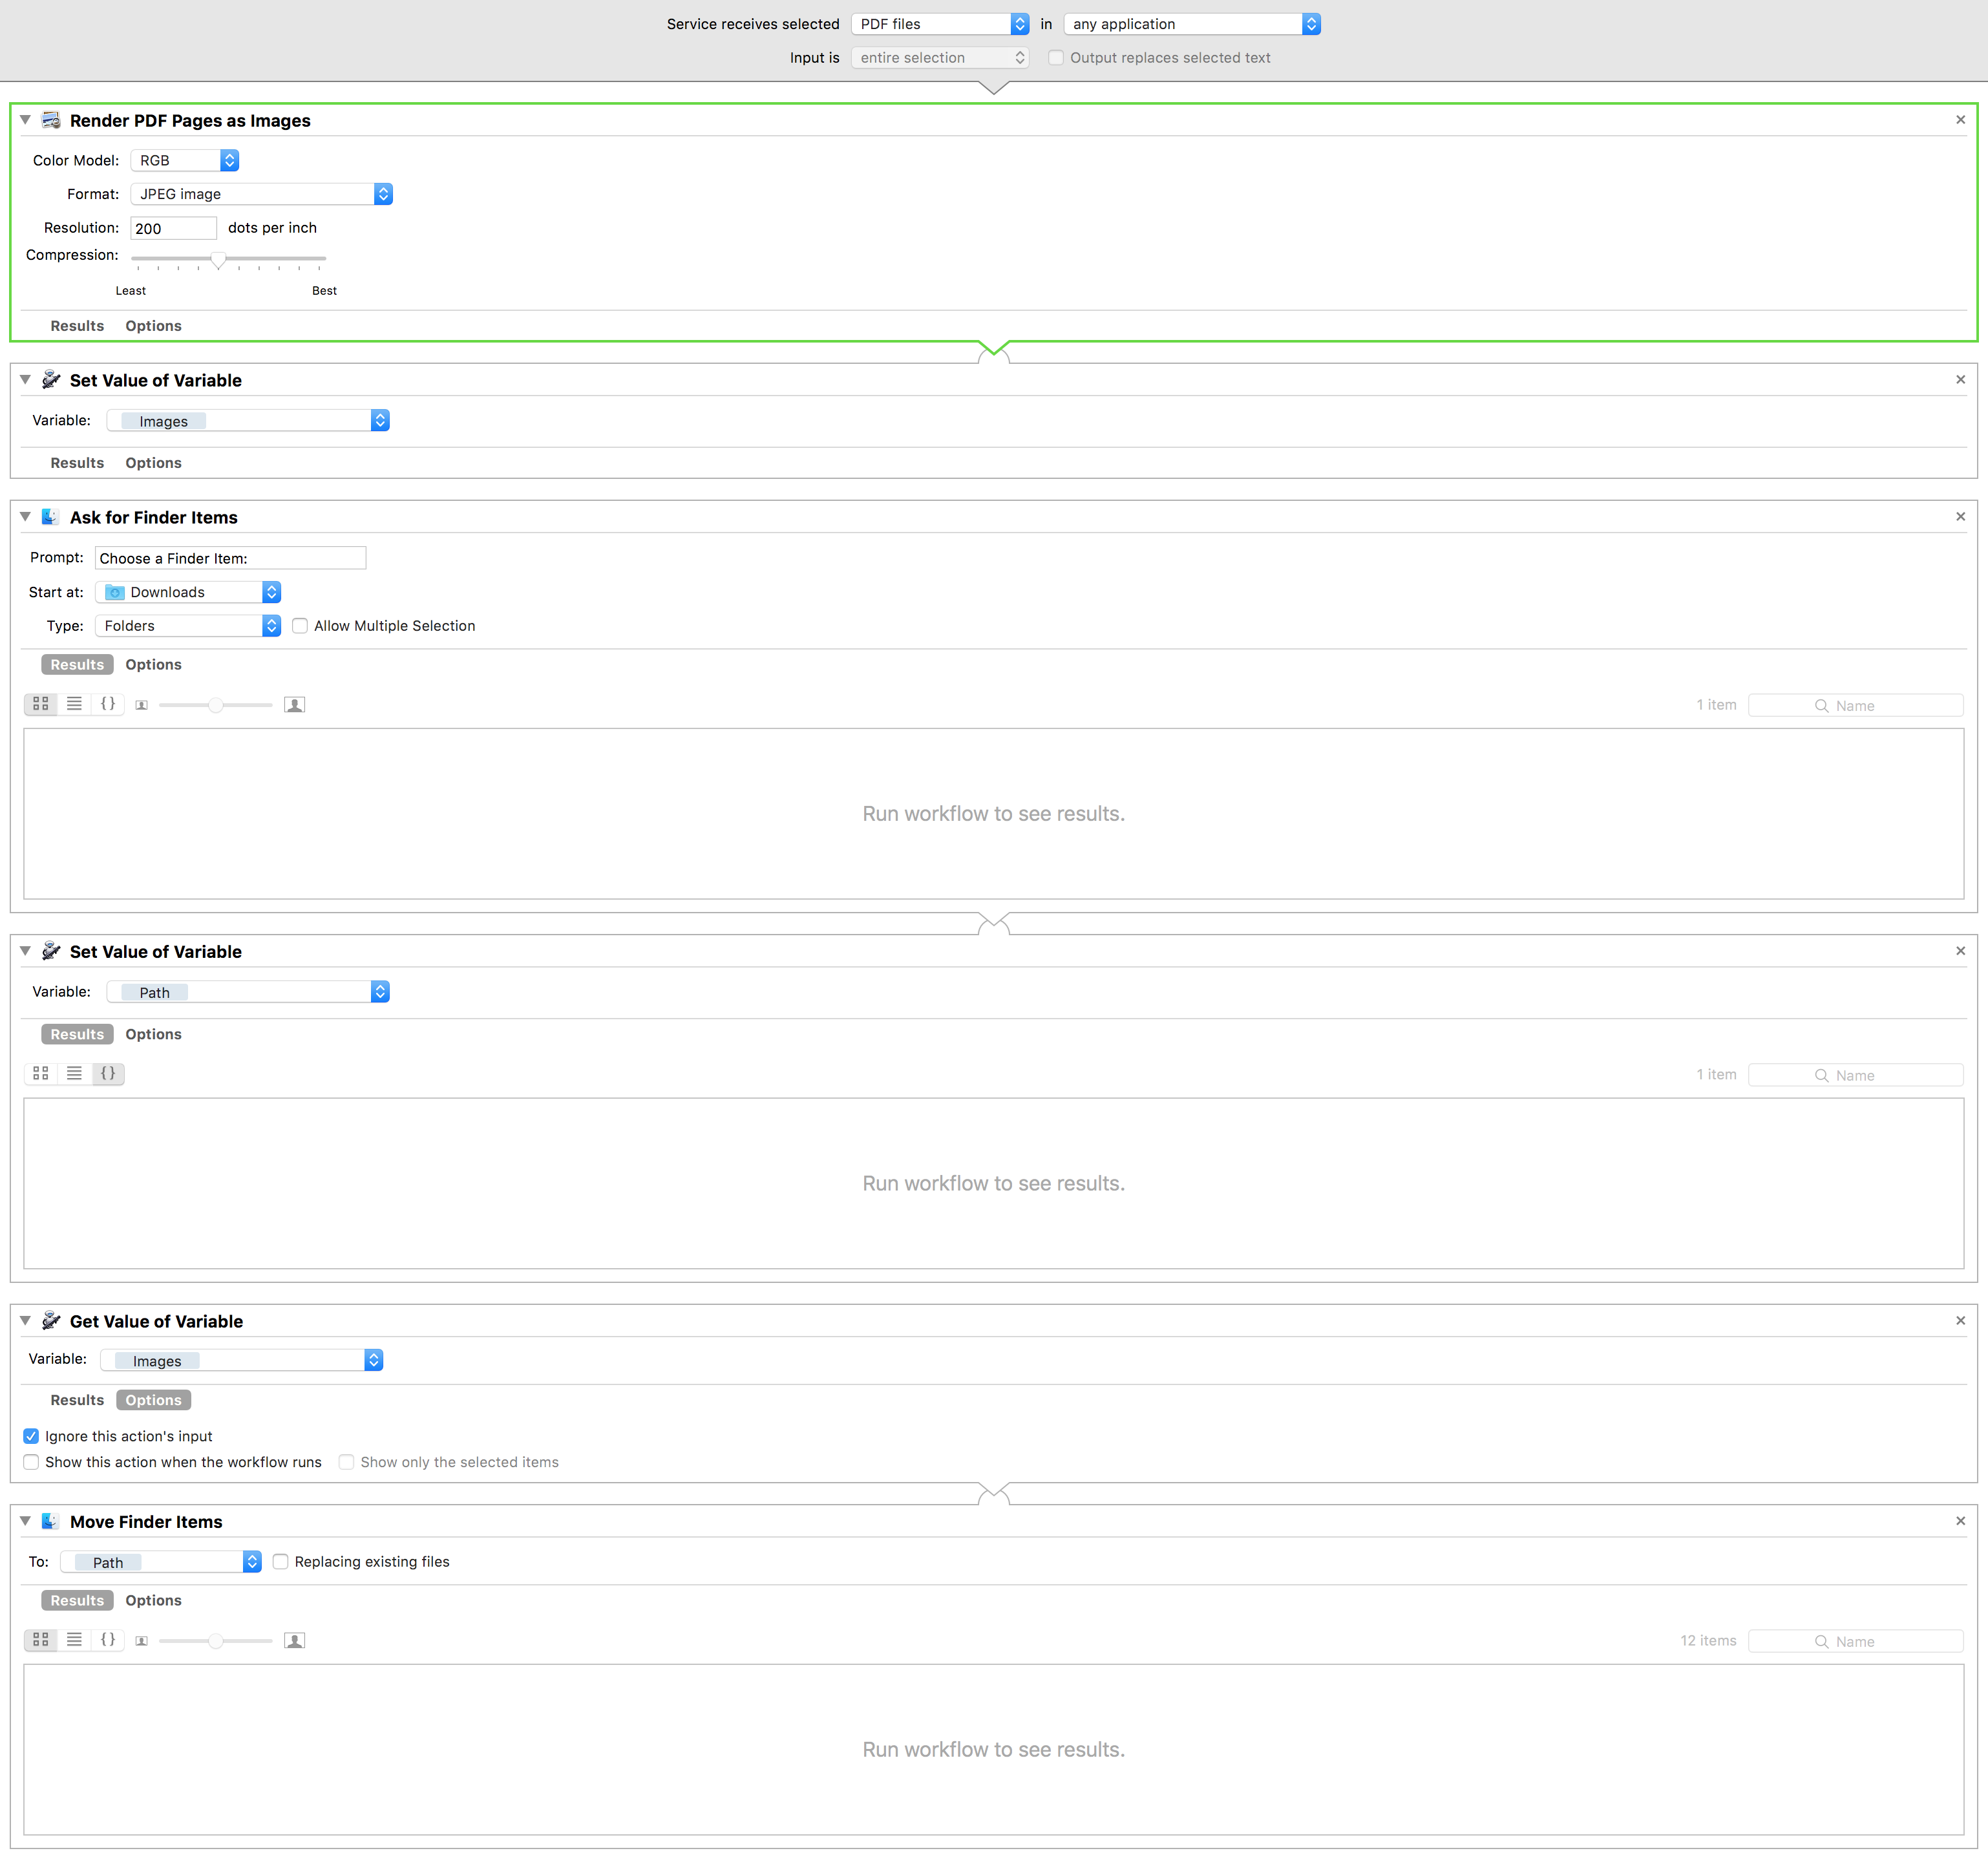 Service receives selected PDF files in any application
Input is entire selection Output replaces selected text
Render PDF Pages as Images
Color Model: RGB
Format: JPEG image
Resolution: 200 dots per inch
Compression:
Least Best
Results Options
Set Value of Variable
Variable: Images
Results Options
Ask for Finder Items
Prompt: Choose a Finder Item:
Start at: Downloads
Type: Folders Allow Multiple Selection
Results Options
1 item Name
Run workflow to see results.
Set Value of Variable
Variable: Path
Results Options
1 item Name
Run workflow to see results.
Get Value of Variable
Variable: Images
Results Options
Ignore this action's input
Show this action when the workflow runs Show only the selected items
Move Finder Items
To: Path Replacing existing files
Results Options
12 items Name
Run workflow to see results.